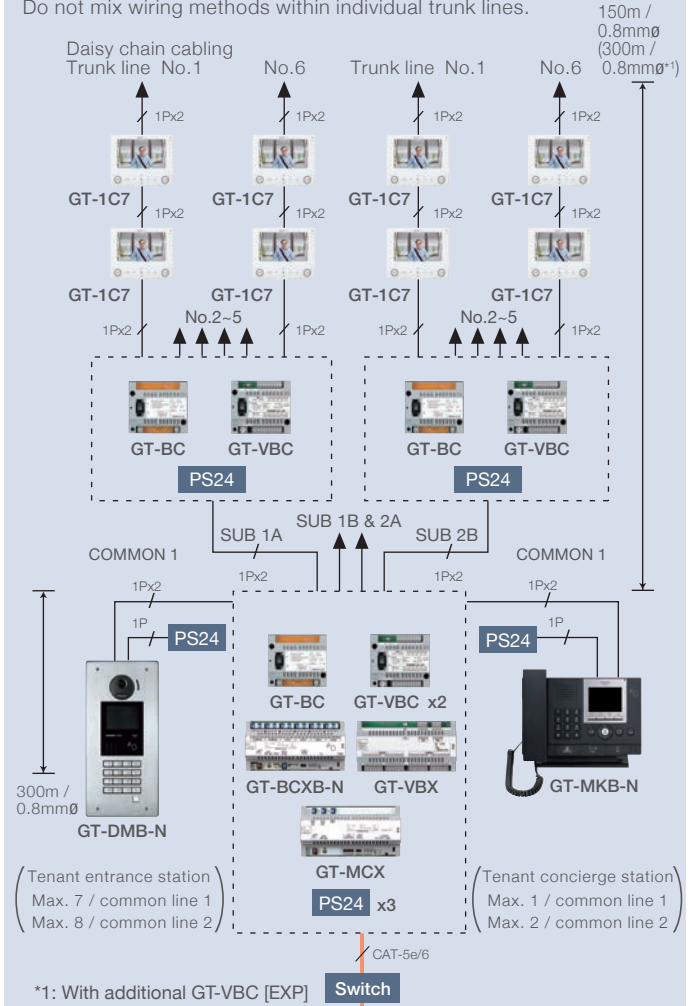 Do not mix wiring methods within individual trunk lines.
150m /
0.8mmø
(300m /
0.8mmø*1)
Daisy chain cabling
Trunk line No.1
No.6
Trunk line No.1
No.6
1Px2
1Px2
1Px2
1Px2
GT-1C7
GT-1C7
GT-1C7
GT-1C7
1Px2
1Px2
1Px2
1Px2
GT-1C7
GT-1C7
GT-1C7
GT-1C7
No.2~5
No.2~5
1Px2
1Px2
1Px2
1Px2
GT-BC
GT-VBC
GT-BC
GT-VBC
PS24
PS24
SUB 1A
SUB 1B & 2A
SUB 2B
COMMON 1
COMMON 1
1Px2
1Px2
1Px2
1Px2
1P
PS24
PS24
1P
GT-BC
GT-VBC x2
GT-BCXB-N
GT-VBX
GT-MKB-N
300m /
0.8mmø
GT-DMB-N
GT-MCX
PS24 x3
(Tenant entrance station
Max. 7 / common line 1
Max. 8 / common line 2)
(Tenant concierge station
Max. 1 / common line 1
Max. 2 / common line 2)
CAT-5e/6
*1: With additional GT-VBC [EXP]
Switch